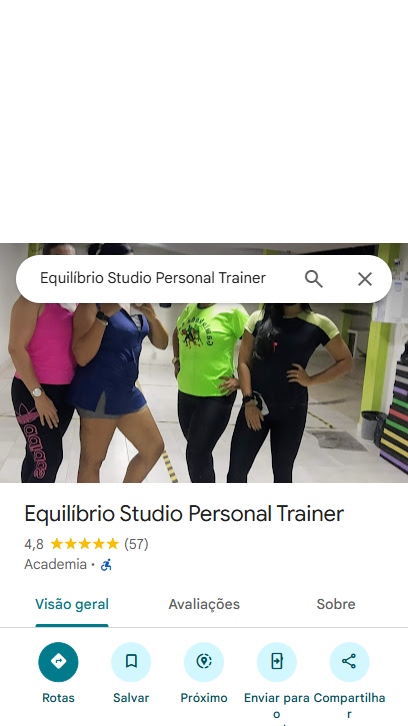 Equilíbrio Studio Personal Trainer
adidas
Equilíbrio Studio Personal Trainer
4,8 (57)
Academia ·
Visão geral Avaliações Sobre
Rotas Salvar Próximo Enviar para o Compartilhar